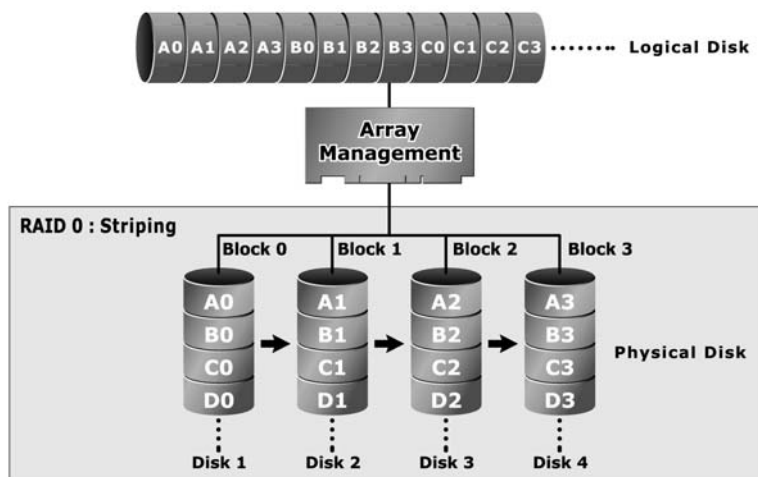 A0 A1 A2 A3 B0 B1 B2 B3 C0 C1 C2 C3 Logical Disk
Array
Management
RAID 0 : Striping
Block 0 Block 1 Block 2 Block 3
A0 A1 A2 A3
B0 B1 B2 B3
C0 C1 C2 C3
Physical Disk
D0 D1 D2 D3
Disk 1 Disk 2 Disk 3 Disk 4